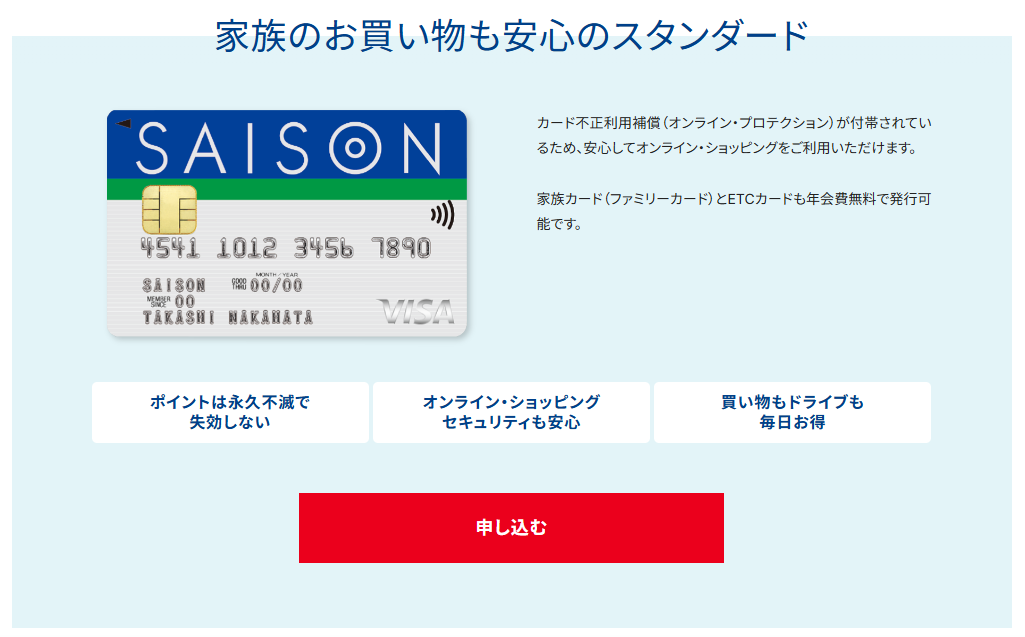 家族のお買い物も安心のスタンダード
SAISON
4541 1012 3456 7890
MONTH/YEAR
SAISON GOOD THRU 00/00
MEMBER SINCE 00
TAKASHI NAKAHATA
VISA
カード不正利用補償（オンライン・プロテクション）が付帯されてい
るため、安心してオンライン・ショッピングをご利用いただけます。
家族カード（ファミリーカード）とETCカードも年会費無料で発行可
能です。
ポイントは永久不滅で
失効しない
オンライン・ショッピング
セキュリティも安心
買い物もドライブも
毎日お得
申し込む